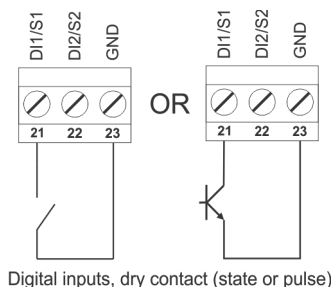 DI1/S1 DI2/S2 GND
DI1/S1 DI2/S2 GND
OR
21 22 23
21 22 23
Digital inputs, dry contact (state or pulse)